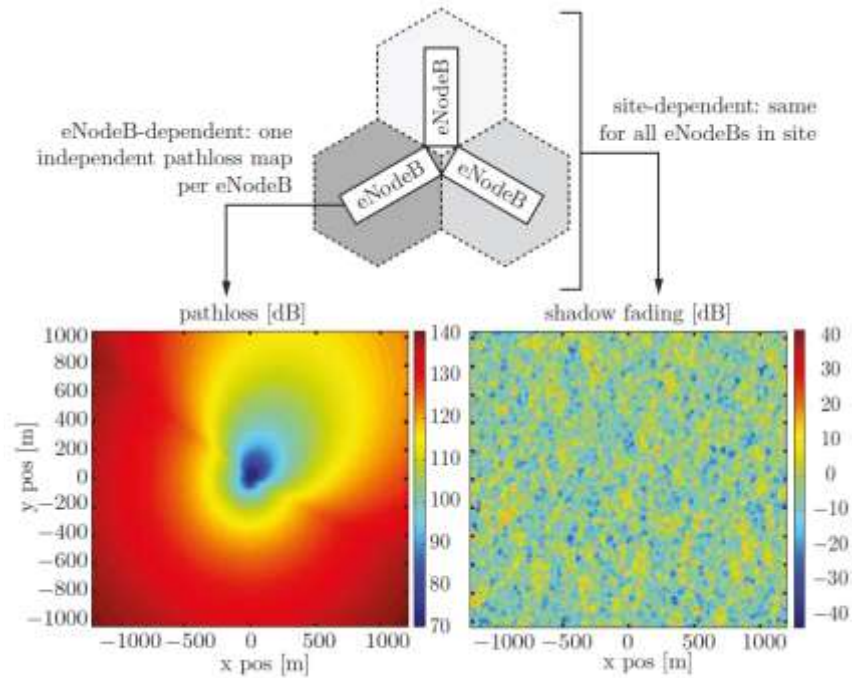 eNodeB
eNodeB-dependent: one
independent pathloss map
per eNodeB
site-dependent: same
for all eNodeBs in site
eNodeB
eNodeB
pathloss [dB]
shadow fading [dB]
1000
800
600
400
200
0
−200
−400
−600
−800
−1000
y pos [m]
−1000 −500 0 500 1000
x pos [m]
140
130
120
110
100
90
80
70
−1000 −500 0 500 1000
x pos [m]
40
30
20
10
0
−10
−20
−30
−40